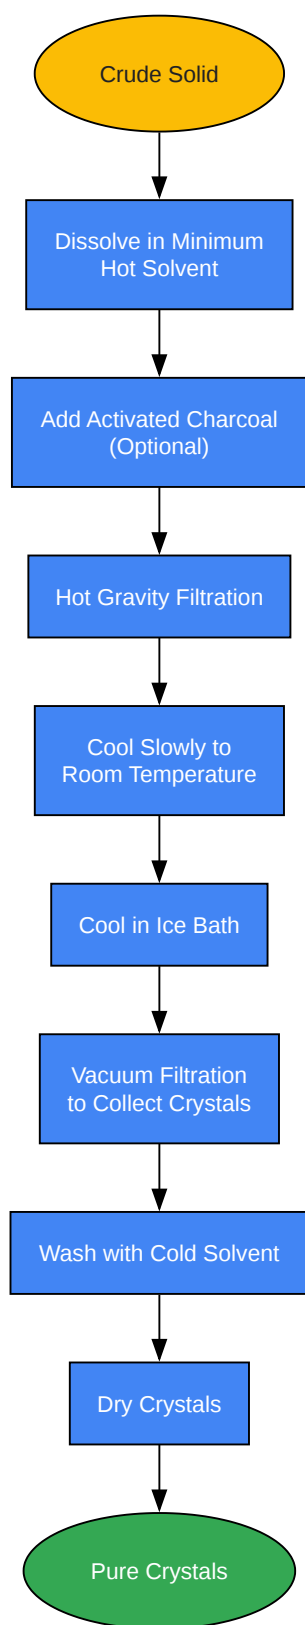 Crude Solid
Dissolve in Minimum
Hot Solvent
Add Activated Charcoal
(Optional)
Hot Gravity Filtration
Cool Slowly to
Room Temperature
Cool in Ice Bath
Vacuum Filtration
to Collect Crystals
Wash with Cold Solvent
Dry Crystals
Pure Crystals